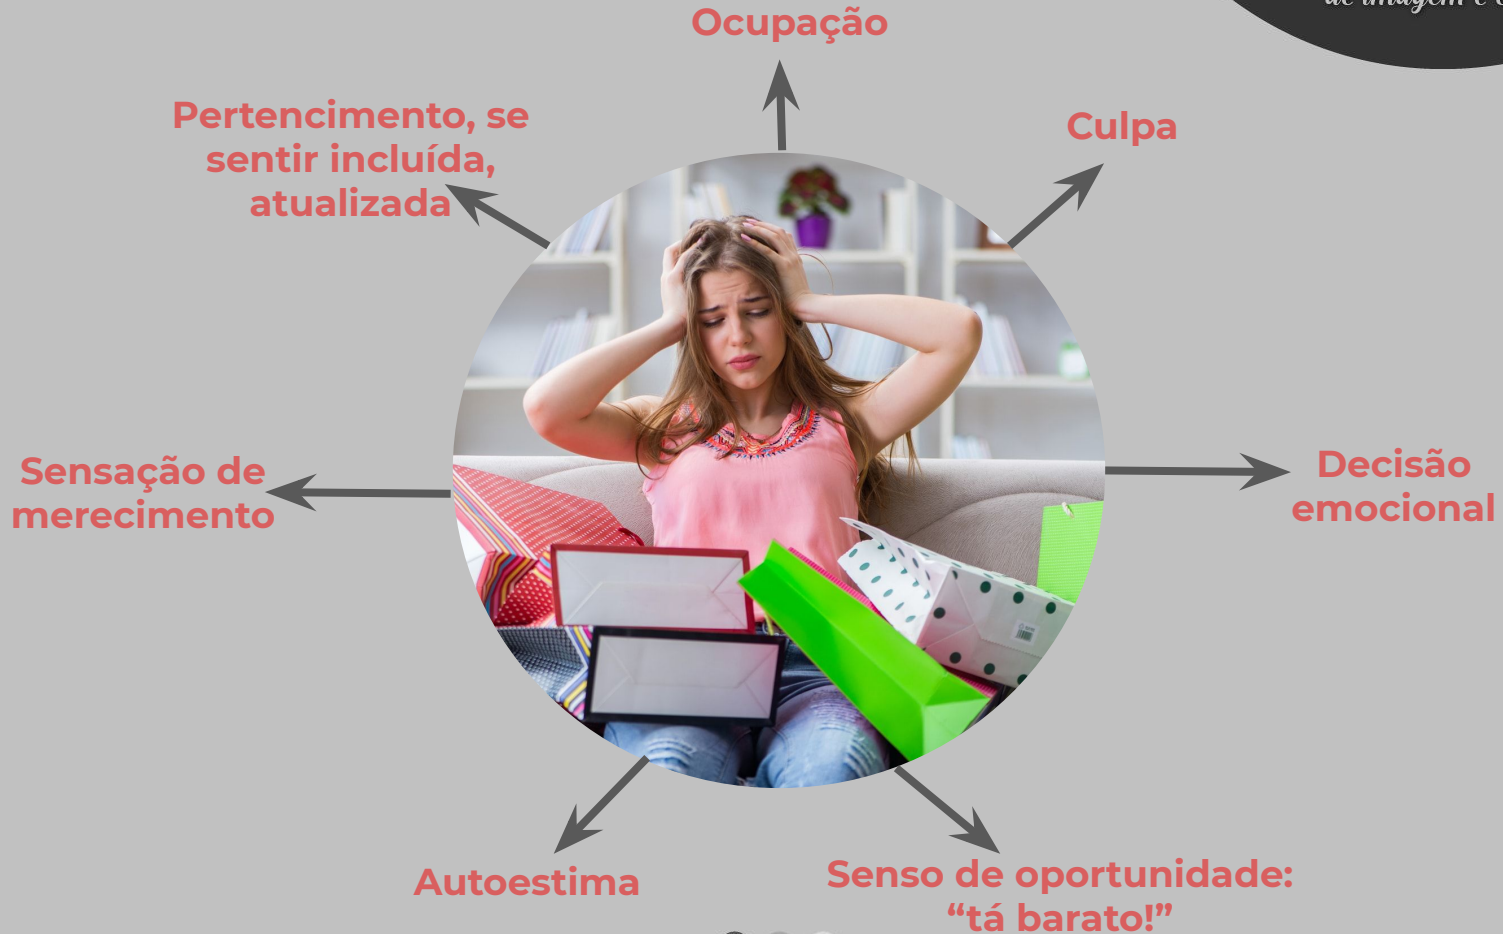 Ocupação
Culpa
Pertencimento, se
sentir incluída,
atualizada
Sensação de
merecimento
Decisão
emocional
Autoestima
Senso de oportunidade:
“tá barato!”